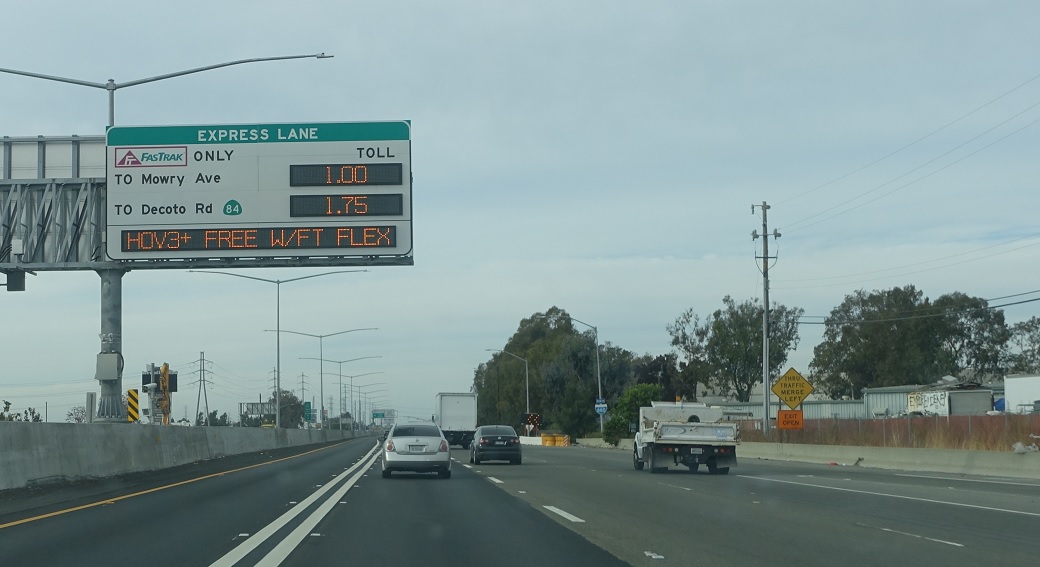 EXPRESS LANE
FASTRAK ONLY TOLL
TO Mowry Ave 1.00
TO Decoto Rd 84 1.75
HOV3+ FREE W/FT FLEX
THRU
TRAFFIC
MERGE
LEFT
EXIT
OPEN